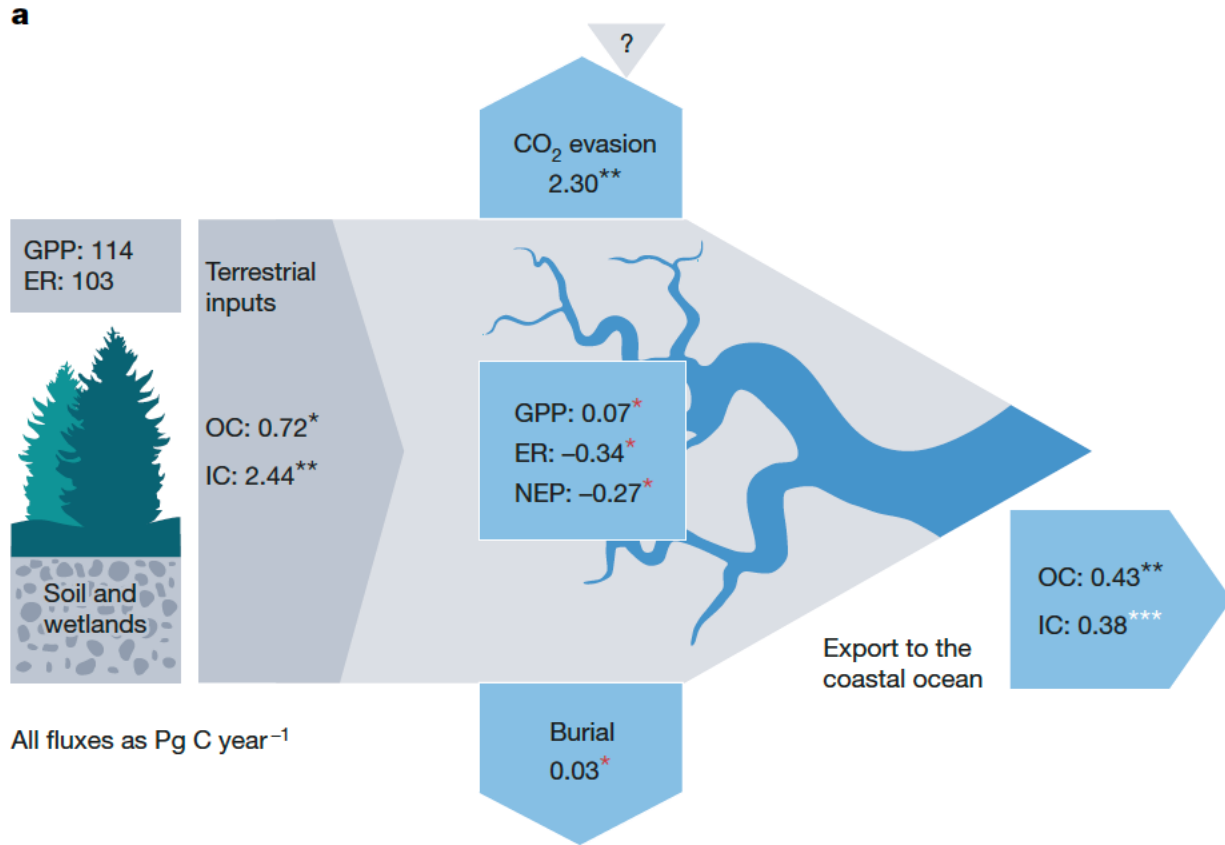 a
?
CO₂ evasion
2.30**
GPP: 114
ER: 103
Terrestrial
inputs
OC: 0.72*
IC: 2.44**
GPP: 0.07*
ER: –0.34*
NEP: –0.27*
Soil and
wetlands
OC: 0.43**
IC: 0.38***
Export to the
coastal ocean
Burial
0.03*
All fluxes as Pg C year⁻¹